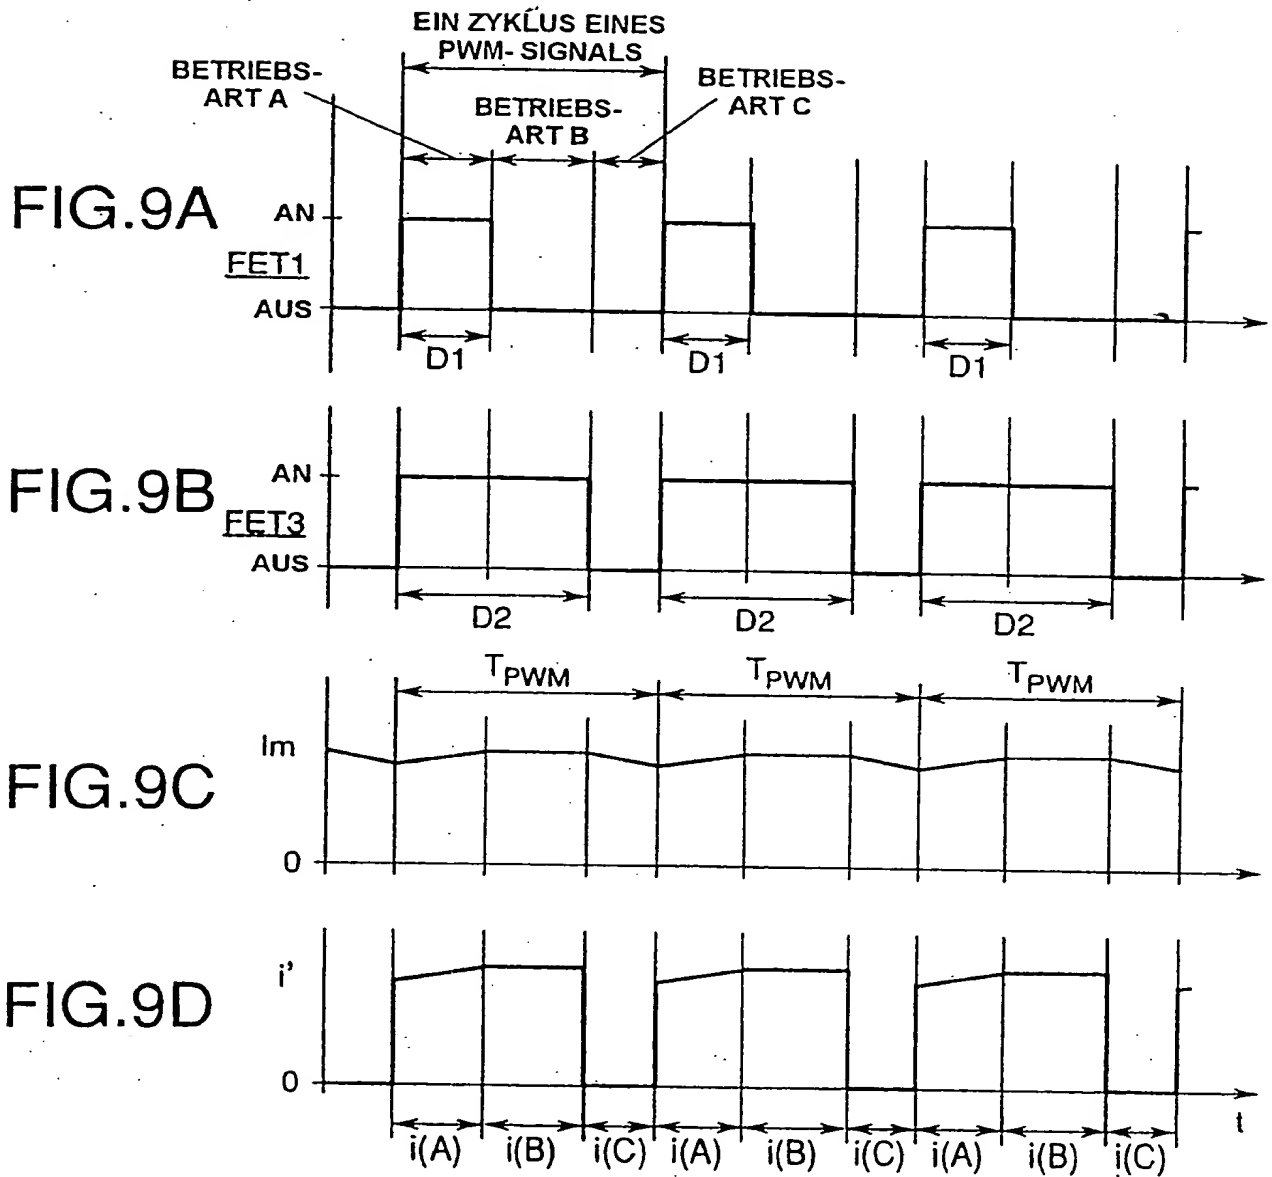 EIN ZYKLUS EINES
PWM- SIGNALS
BETRIEBS-
ART A
BETRIEBS-
ART B
BETRIEBS-
ART C
FIG.9A
AN
FET1
AUS
D1
D1
D1
FIG.9B
AN
FET3
AUS
D2
D2
D2
TPWM
TPWM
TPWM
FIG.9C
Im
0
FIG.9D
i'
0
t
i(A)
i(B)
i(C)
i(A)
i(B)
i(C)
i(A)
i(B)
i(C)